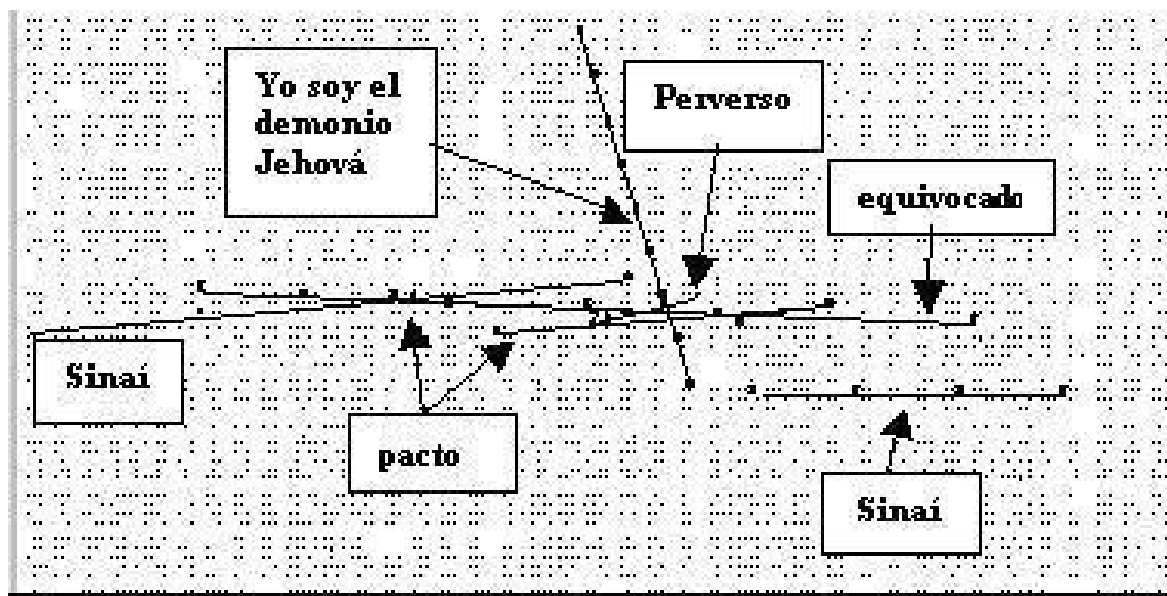 Yo soy el
demonio
Jehová
Perverso
equivocado
Sinaí
pacto
Sinaí